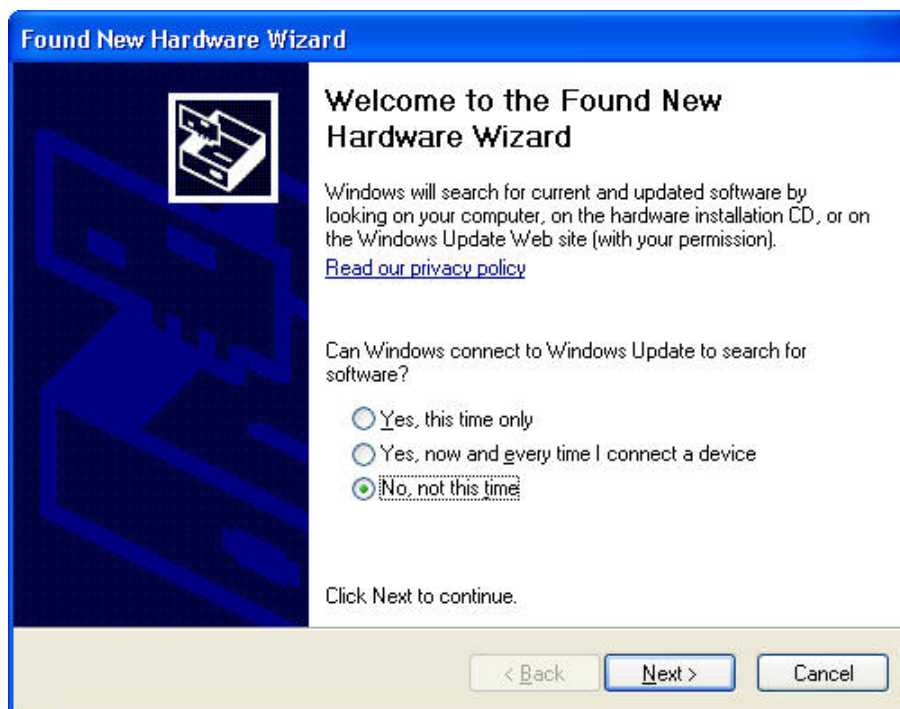 Found New Hardware Wizard
Welcome to the Found New
Hardware Wizard
Windows will search for current and updated software by
looking on your computer, on the hardware installation CD, or on
the Windows Update Web site (with your permission).
Read our privacy policy
Can Windows connect to Windows Update to search for
software?
Yes, this time only
Yes, now and every time I connect a device
No, not this time
Click Next to continue.
< Back
Next >
Cancel